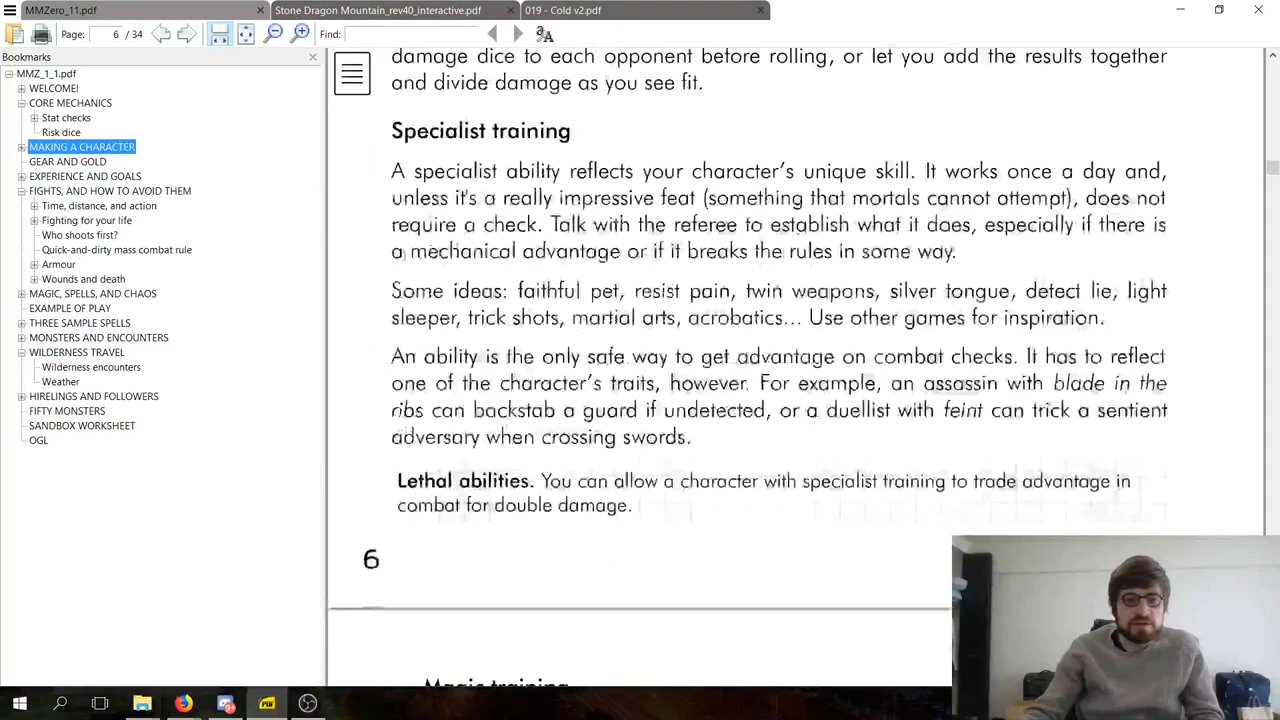 MMZero_11.pdf
Stone Dragon Mountain_rev40_interactive.pdf
019 - Cold v2.pdf
Page: 6 / 34
Find:
Bookmarks
MMZ_1_1.pdf
WELCOME!
CORE MECHANICS
Stat checks
Risk dice
MAKING A CHARACTER
GEAR AND GOLD
EXPERIENCE AND GOALS
FIGHTS, AND HOW TO AVOID THEM
Time, distance, and action
Fighting for your life
Who shoots first?
Quick-and-dirty mass combat rule
Armour
Wounds and death
MAGIC, SPELLS, AND CHAOS
EXAMPLE OF PLAY
THREE SAMPLE SPELLS
MONSTERS AND ENCOUNTERS
WILDERNESS TRAVEL
Wilderness encounters
Weather
HIRELINGS AND FOLLOWERS
FIFTY MONSTERS
SANDBOX WORKSHEET
OGL
damage dice to each opponent before rolling, or let you add the results together
and divide damage as you see fit.
Specialist training
A specialist ability reflects your character's unique skill. It works once a day and,
unless it's a really impressive feat (something that mortals cannot attempt), does not
require a check. Talk with the referee to establish what it does, especially if there is
a mechanical advantage or if it breaks the rules in some way.
Some ideas: faithful pet, resist pain, twin weapons, silver tongue, detect lie, light
sleeper, trick shots, martial arts, acrobatics... Use other games for inspiration.
An ability is the only safe way to get advantage on combat checks. It has to reflect
one of the character's traits, however. For example, an assassin with blade in the
ribs can backstab a guard if undetected, or a duellist with feint can trick a sentient
adversary when crossing swords.
Lethal abilities. You can allow a character with specialist training to trade advantage in
combat for double damage.
6
Magic training